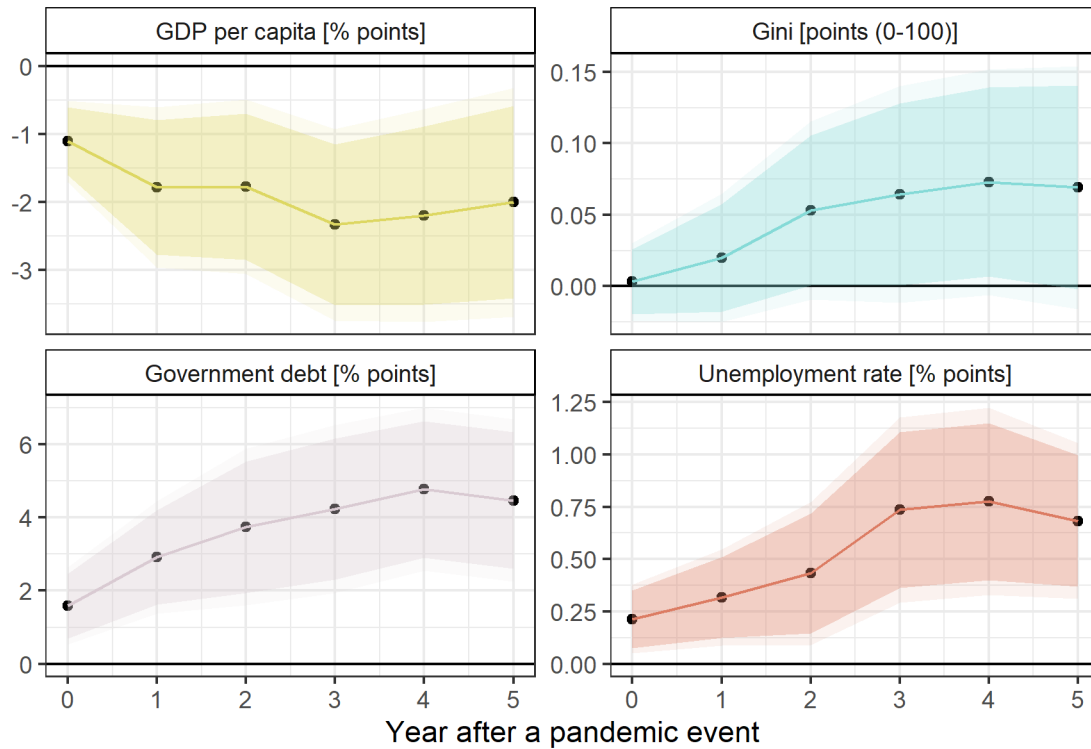 GDP per capita [% points]
Gini [points (0-100)]
0
-1
-2
-3
0.15
0.10
0.05
0.00
Government debt [% points]
Unemployment rate [% points]
6
4
2
0
1.25
1.00
0.75
0.50
0.25
0.00
0 1 2 3 4 5
0 1 2 3 4 5
Year after a pandemic event